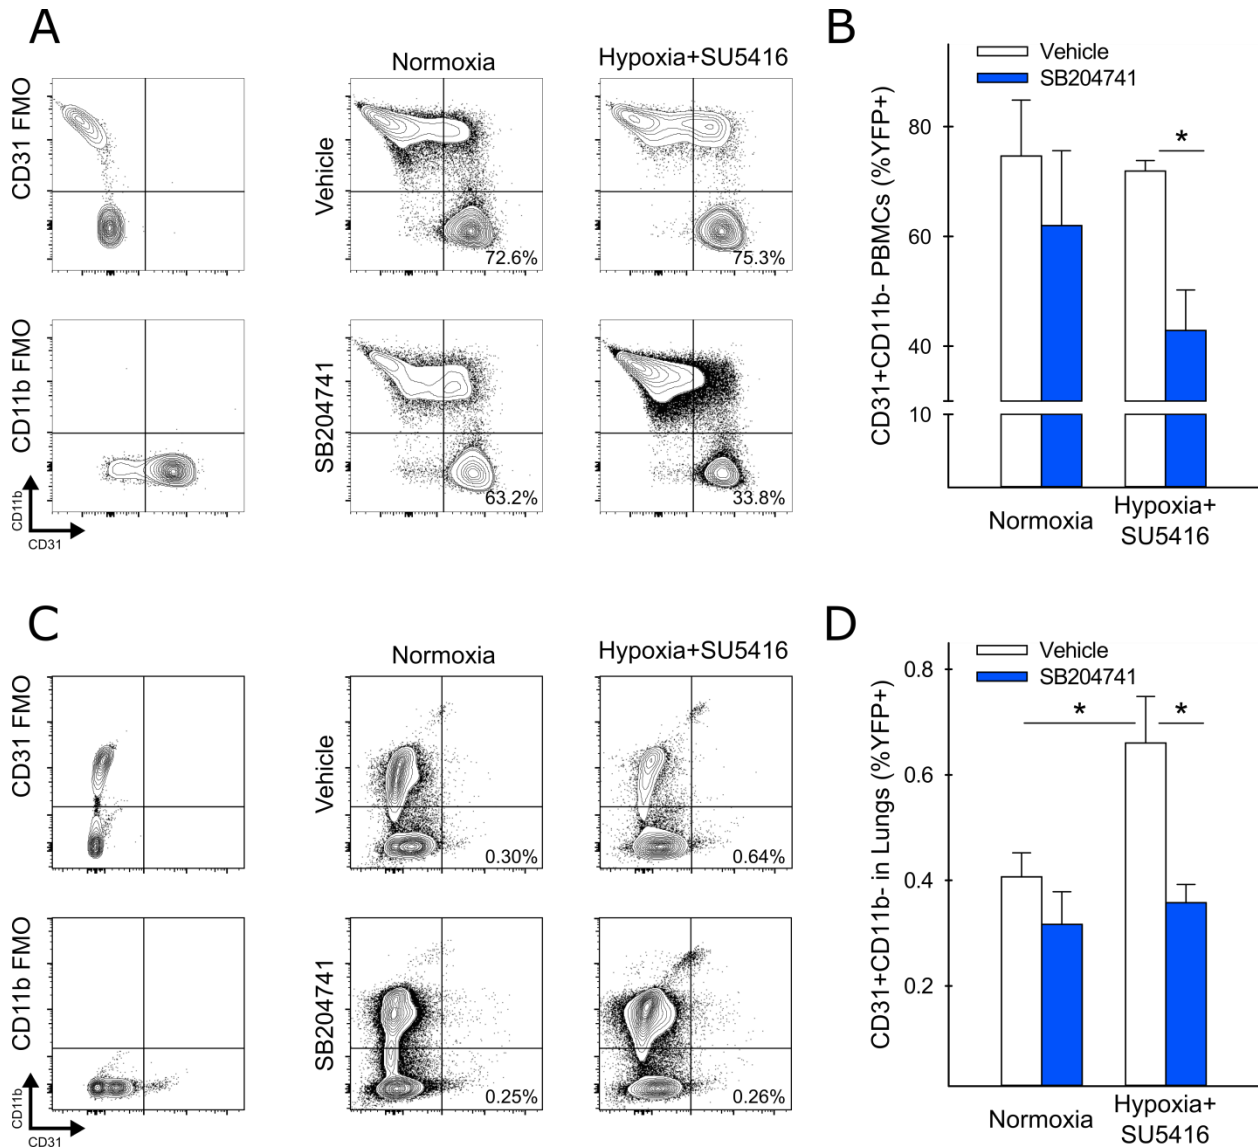 A
Normoxia
Hypoxia+SU5416
CD31 FMO
Vehicle
72.6%
75.3%
CD11b FMO
SB204741
63.2%
33.8%
CD11b
CD31
B
Vehicle
SB204741
CD31+CD11b- PBMCs (%YFP+)
80
60
40
10
*
Normoxia
Hypoxia+
SU5416
C
Normoxia
Hypoxia+SU5416
CD31 FMO
Vehicle
0.30%
0.64%
CD11b FMO
SB204741
0.25%
0.26%
CD11b
CD31
D
Vehicle
SB204741
CD31+CD11b- in Lungs (%YFP+)
0.8
0.6
0.4
0.2
*
*
Normoxia
Hypoxia+
SU5416